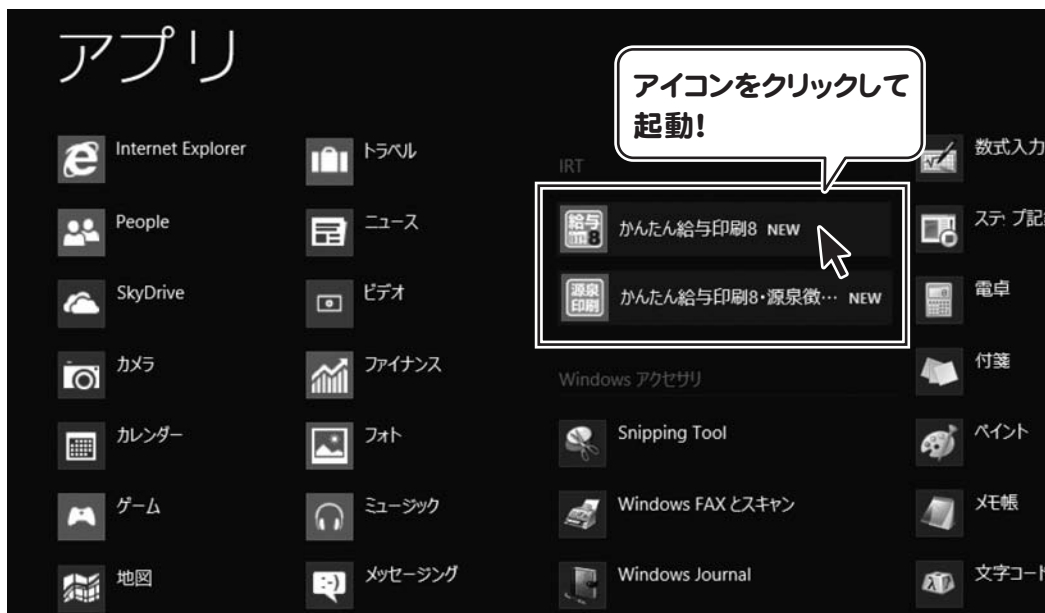 アプリ
アイコンをクリックして
起動!
Internet Explorer
People
SkyDrive
カメラ
カレンダー
ゲーム
地図
トラベル
ニュース
ビデオ
ファイナンス
フォト
ミュージック
メッセージング
IRT
給与
印刷8
かんたん給与印刷8 NEW
源泉
印刷
かんたん給与印刷8・源泉徴… NEW
Windows アクセサリ
Snipping Tool
Windows FAX とスキャン
Windows Journal
数式入力
ステップ記
電卓
付箋
ペイント
メモ帳
文字コード